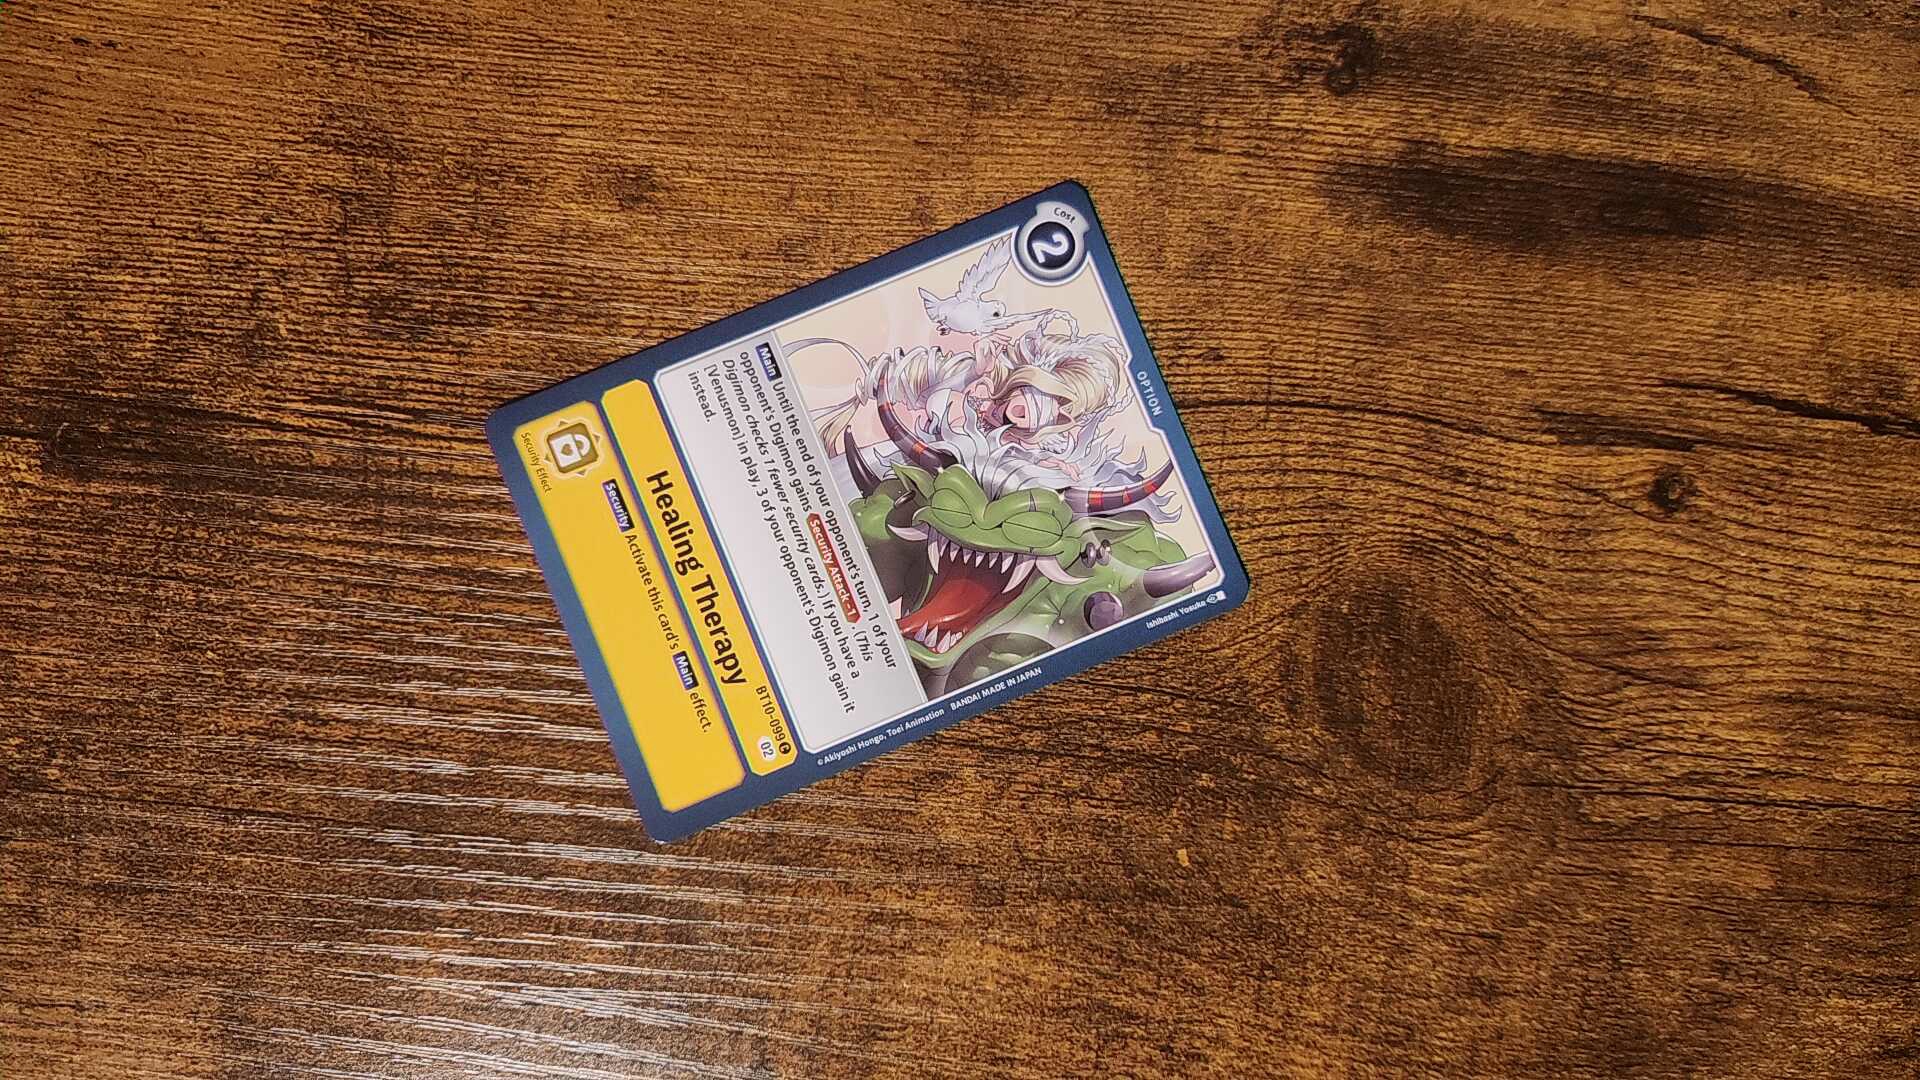 Cost
2
OPTION
Ishibashi Yosuke
Main Until the end of your opponent's turn, 1 of your
opponent's Digimon gains Security Attack -1. (This
Digimon checks 1 fewer security cards.) If you have a
[Venusmon] in play, 3 of your opponent's Digimon gain it
instead.
©Akiyoshi Hongo, Toei Animation BANDAI MADE IN JAPAN
Healing Therapy
BT10-099 C
02
Security Activate this card's Main effect.
Security Effect